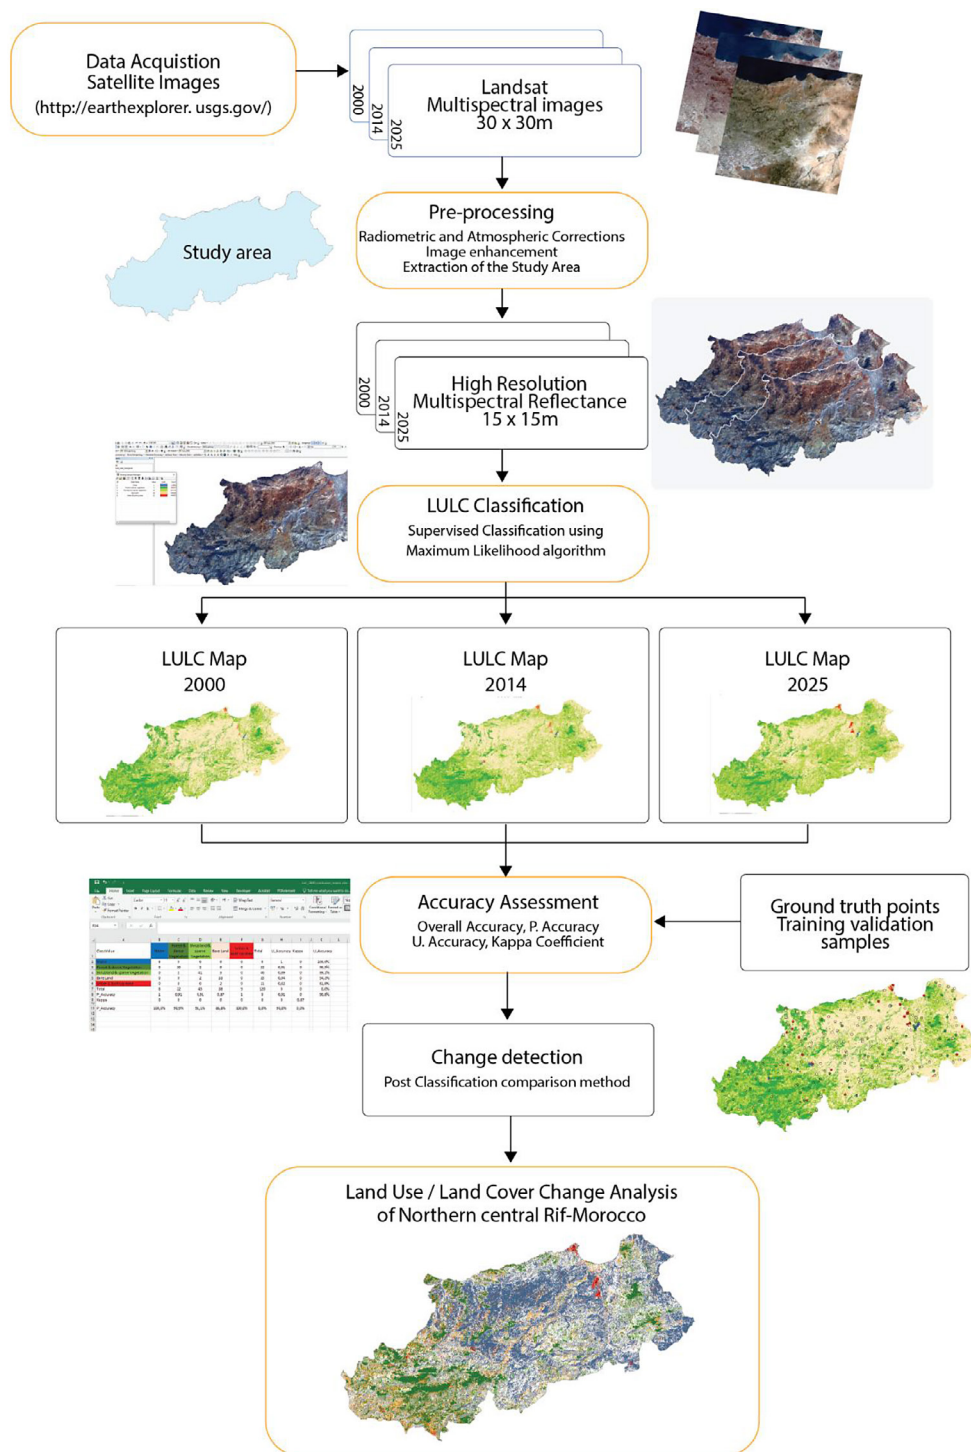 Data Acquistion
Satellite Images
(http://earthexplorer. usgs.gov/)
2000
2014
2025
Landsat
Multispectral images
30 x 30m
Pre-processing
Radiometric and Atmospheric Corrections
Image enhancement
Extraction of the Study Area
Study area
2000
2014
2025
High Resolution
Multispectral Reflectance
15 x 15m
LULC Classification
Supervised Classification using
Maximum Likelihood algorithm
LULC Map
2000
LULC Map
2014
LULC Map
2025
Accuracy Assessment
Overall Accuracy, P. Accuracy
U. Accuracy, Kappa Coefficient
Ground truth points
Training validation
samples
Change detection
Post Classification comparison method
Land Use / Land Cover Change Analysis
of Northern central Rif-Morocco